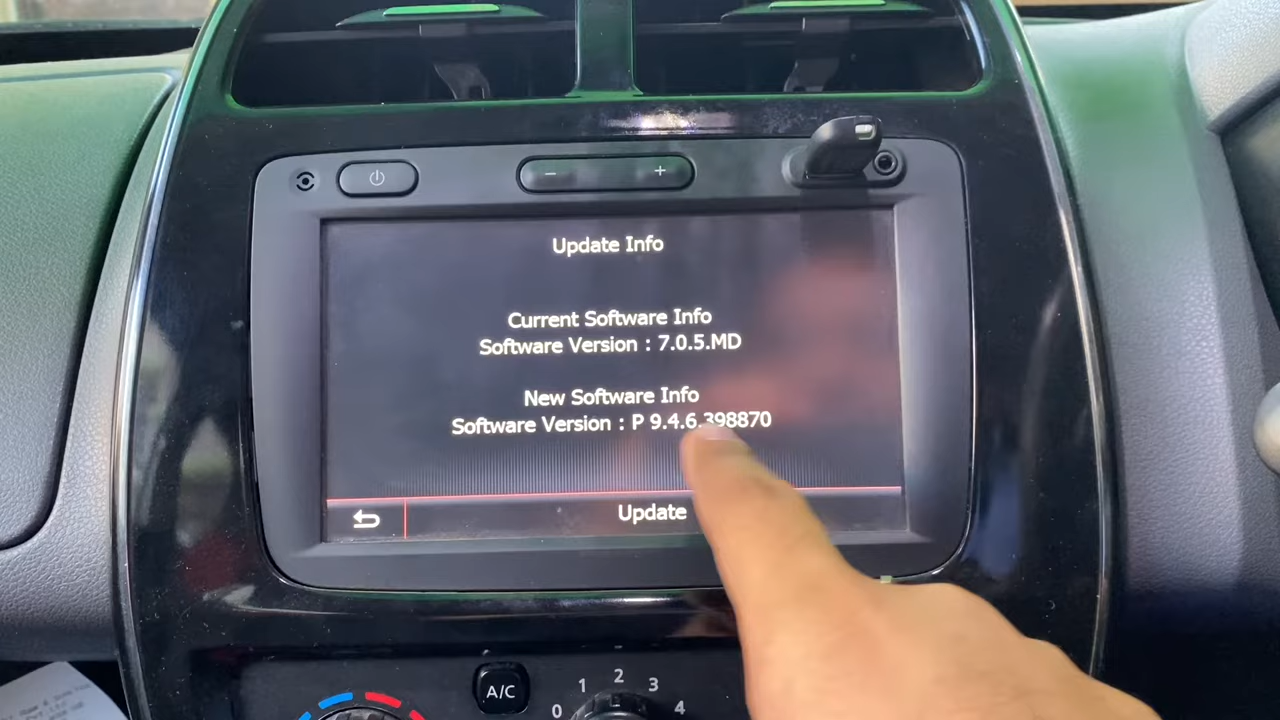 − +
Update Info
Current Software Info
Software Version : 7.0.5.MD
New Software Info
Software Version : P 9.4.6.398870
Update
A/C
0 1 2 3 4